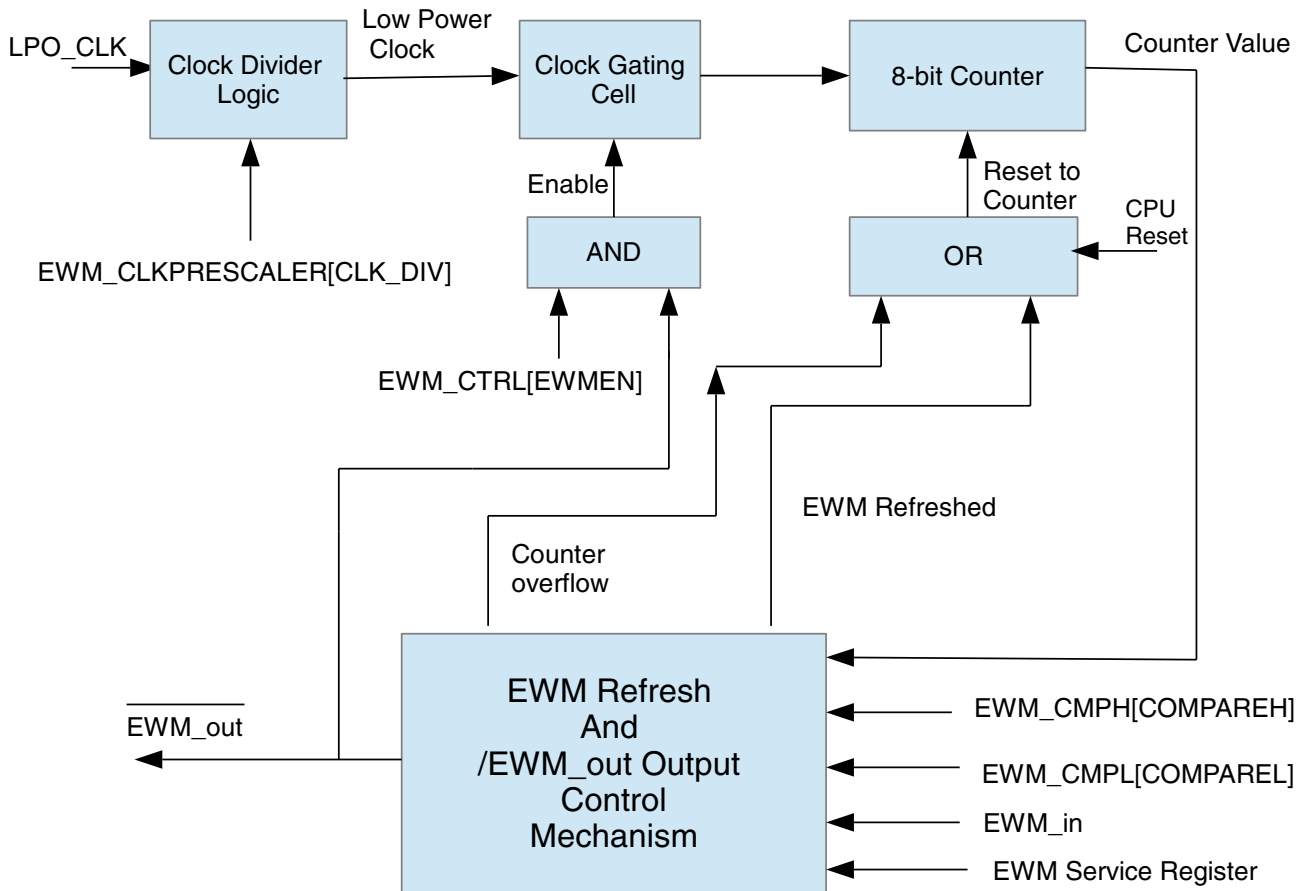 LPO_CLK
Clock Divider
Logic
Low Power
Clock
Clock Gating
Cell
8-bit Counter
Counter Value
Enable
Reset to
Counter
CPU
Reset
AND
OR
EWM_CLKPRESCALER[CLK_DIV]
EWM_CTRL[EWMEN]
EWM Refreshed
Counter
overflow
EWM_out
EWM Refresh
And
/EWM_out Output
Control
Mechanism
EWM_CMPH[COMPAREH]
EWM_CMPL[COMPAREL]
EWM_in
EWM Service Register